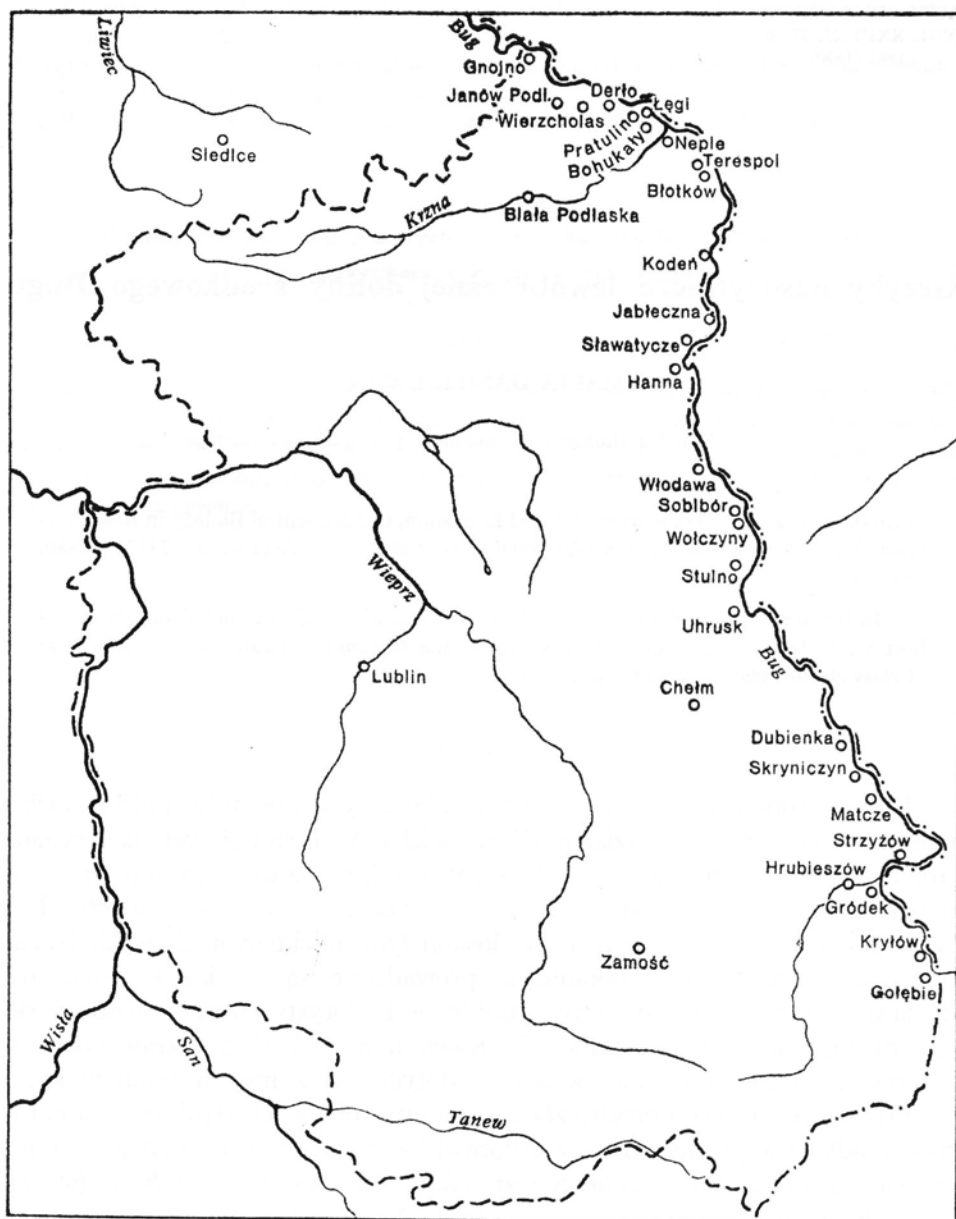 Liwiec
Bug
Gnojno
Janów Podl.
Derło
Łęgi
Wierzchołas
Pratulin
Bohukały
Neple
Terespol
Błotków
Siedlce
Krzna
Biała Podlaska
Kodeń
Jabłeczna
Sławatycze
Hanna
Włodawa
Sobibór
Wołczyny
Stulno
Uhrusk
Wieprz
Bug
Lublin
Chełm
Dubienka
Skryniczyn
Matcze
Strzyżów
Hrubieszów
Gródek
Kryłów
Zamość
Gołębie
Wisła
San
Tanew